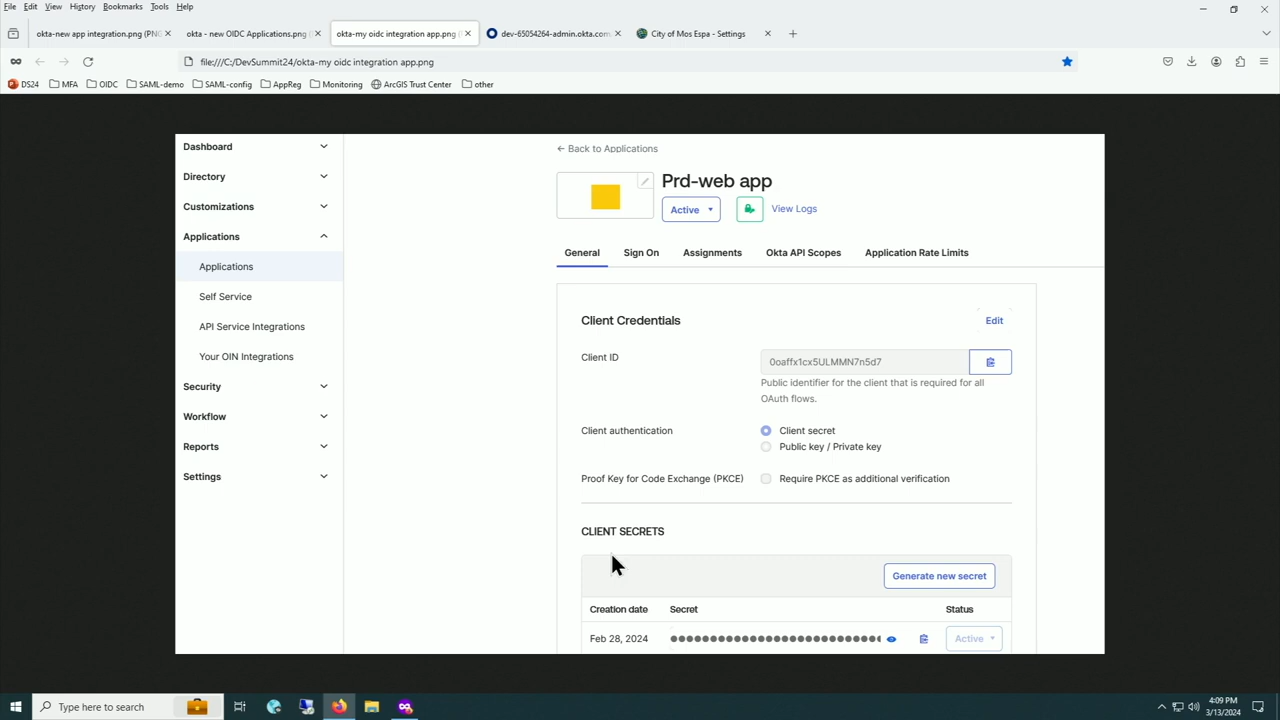 File Edit View History Bookmarks Tools Help
okta-new app integration.png (PNG
okta - new OIDC Applications.png (
okta-my oidc integration app.png (
dev-65054264-admin.okta.com
City of Mos Espa - Settings
file:///C:/DevSummit24/okta-my oidc integration app.png
DS24 MFA OIDC SAML-demo SAML-config AppReg Monitoring ArcGIS Trust Center other
Dashboard
Directory
Customizations
Applications
Applications
Self Service
API Service Integrations
Your OIN Integrations
Security
Workflow
Reports
Settings
← Back to Applications
Prd-web app
Active View Logs
General Sign On Assignments Okta API Scopes Application Rate Limits
Client Credentials Edit
Client ID 0oaffx1cx5ULMMN7n5d7
Public identifier for the client that is required for all
OAuth flows.
Client authentication Client secret
Public key / Private key
Proof Key for Code Exchange (PKCE) Require PKCE as additional verification
CLIENT SECRETS
Generate new secret
Creation date Secret Status
Feb 28, 2024 Active
Type here to search
4:09 PM
3/13/2024